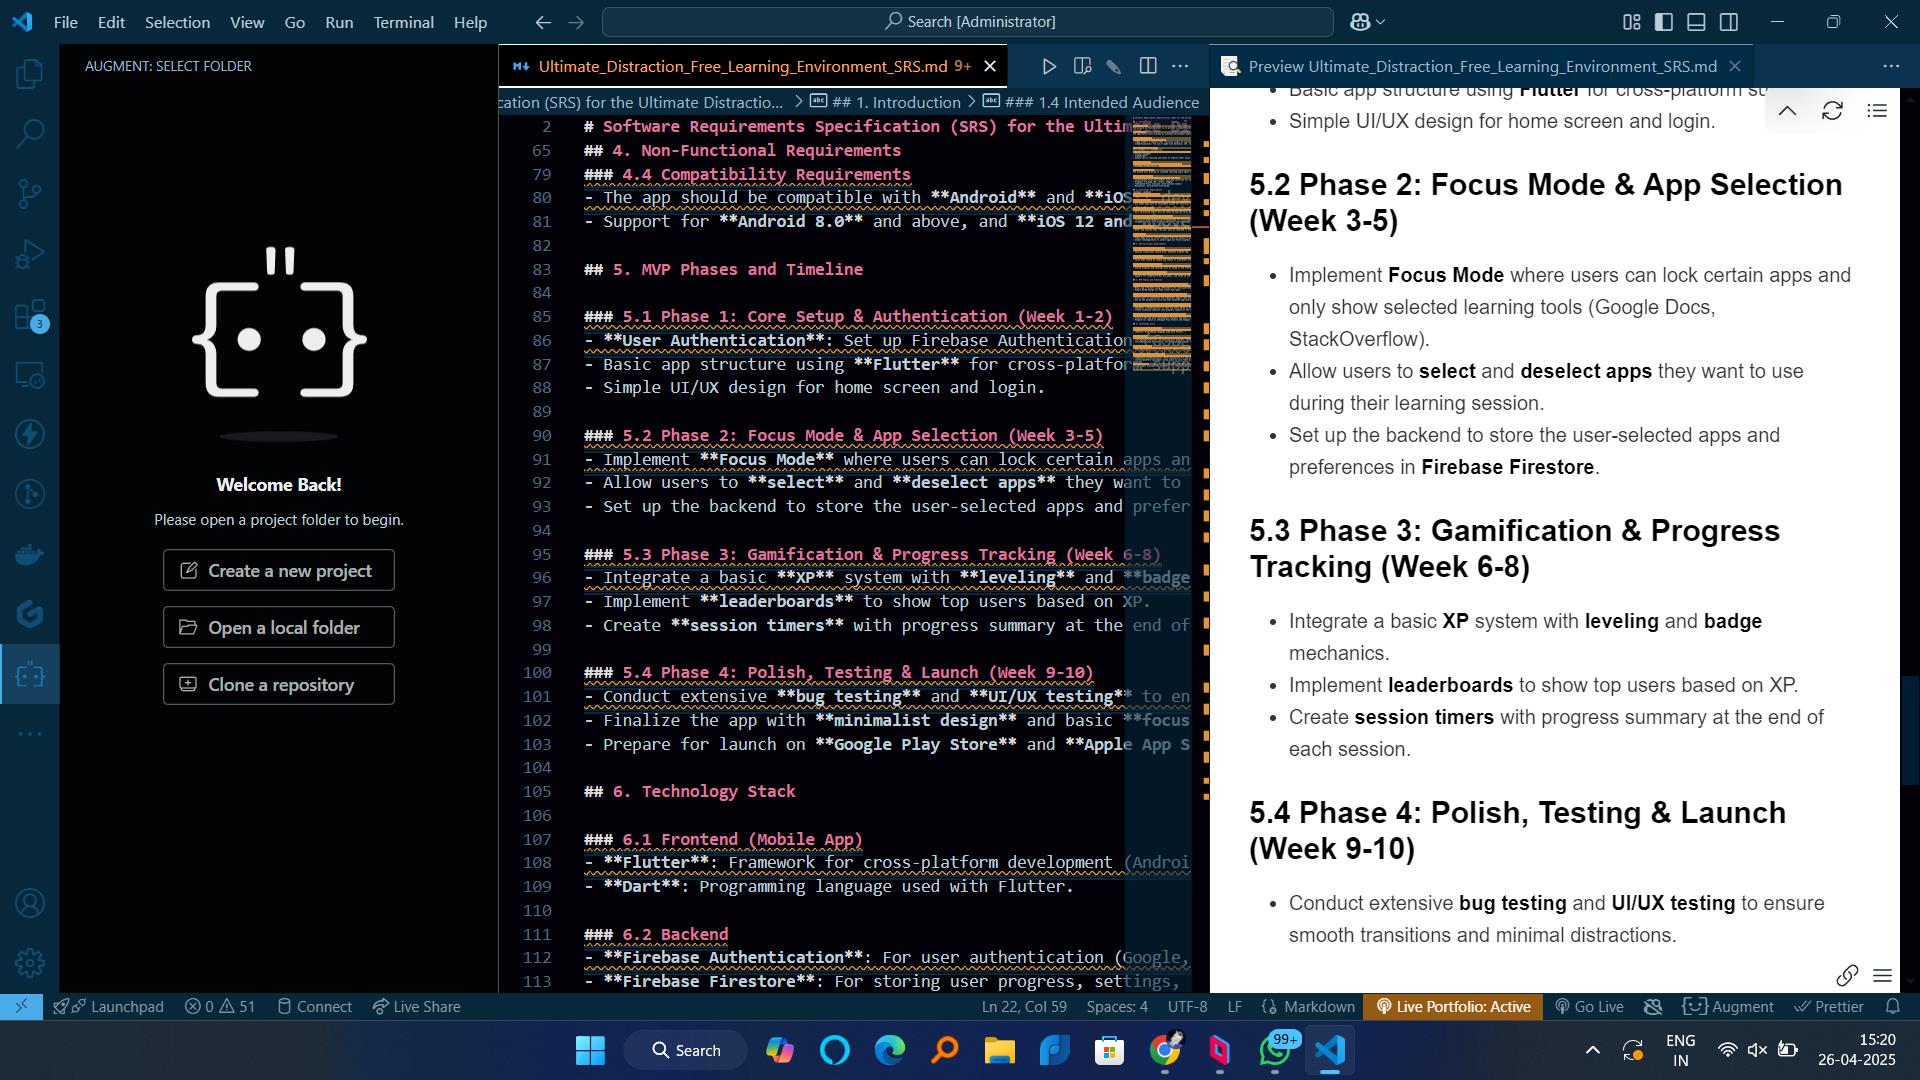 File Edit Selection View Go Run Terminal Help
Search [Administrator]
AUGMENT: SELECT FOLDER
3
Welcome Back!
Please open a project folder to begin.
Create a new project
Open a local folder
Clone a repository
Ultimate_Distraction_Free_Learning_Environment_SRS.md 9+
cation (SRS) for the Ultimate Distractio... > ## 1. Introduction > ### 1.4 Intended Audience
2 # Software Requirements Specification (SRS) for the Ultim
65 ## 4. Non-Functional Requirements
79 ### 4.4 Compatibility Requirements
80 - The app should be compatible with **Android** and **iOS
81 - Support for **Android 8.0** and above, and **iOS 12 and
82
83 ## 5. MVP Phases and Timeline
84
85 ### 5.1 Phase 1: Core Setup & Authentication (Week 1-2)
86 - **User Authentication**: Set up Firebase Authentication
87 - Basic app structure using **Flutter** for cross-platform
88 - Simple UI/UX design for home screen and login.
89
90 ### 5.2 Phase 2: Focus Mode & App Selection (Week 3-5)
91 - Implement **Focus Mode** where users can lock certain apps an
92 - Allow users to **select** and **deselect apps** they want to
93 - Set up the backend to store the user-selected apps and prefer
94
95 ### 5.3 Phase 3: Gamification & Progress Tracking (Week 6-8)
96 - Integrate a basic **XP** system with **leveling** and **badge
97 - Implement **leaderboards** to show top users based on XP.
98 - Create **session timers** with progress summary at the end of
99
100 ### 5.4 Phase 4: Polish, Testing & Launch (Week 9-10)
101 - Conduct extensive **bug testing** and **UI/UX testing** to en
102 - Finalize the app with **minimalist design** and basic **focus
103 - Prepare for launch on **Google Play Store** and **Apple App S
104
105 ## 6. Technology Stack
106
107 ### 6.1 Frontend (Mobile App)
108 - **Flutter**: Framework for cross-platform development (Androi
109 - **Dart**: Programming language used with Flutter.
110
111 ### 6.2 Backend
112 - **Firebase Authentication**: For user authentication (Google,
113 - **Firebase Firestore**: For storing user progress, settings,
Preview Ultimate_Distraction_Free_Learning_Environment_SRS.md
• Basic app structure using Flutter for cross-platform su
• Simple UI/UX design for home screen and login.
5.2 Phase 2: Focus Mode & App Selection
(Week 3-5)
• Implement Focus Mode where users can lock certain apps and
only show selected learning tools (Google Docs,
StackOverflow).
• Allow users to select and deselect apps they want to use
during their learning session.
• Set up the backend to store the user-selected apps and
preferences in Firebase Firestore.
5.3 Phase 3: Gamification & Progress
Tracking (Week 6-8)
• Integrate a basic XP system with leveling and badge
mechanics.
• Implement leaderboards to show top users based on XP.
• Create session timers with progress summary at the end of
each session.
5.4 Phase 4: Polish, Testing & Launch
(Week 9-10)
• Conduct extensive bug testing and UI/UX testing to ensure
smooth transitions and minimal distractions.
Launchpad 0 51 Connect Live Share Ln 22, Col 59 Spaces: 4 UTF-8 LF Markdown Live Portfolio: Active Go Live Augment Prettier
Search
99+
ENG
IN
15:20
26-04-2025